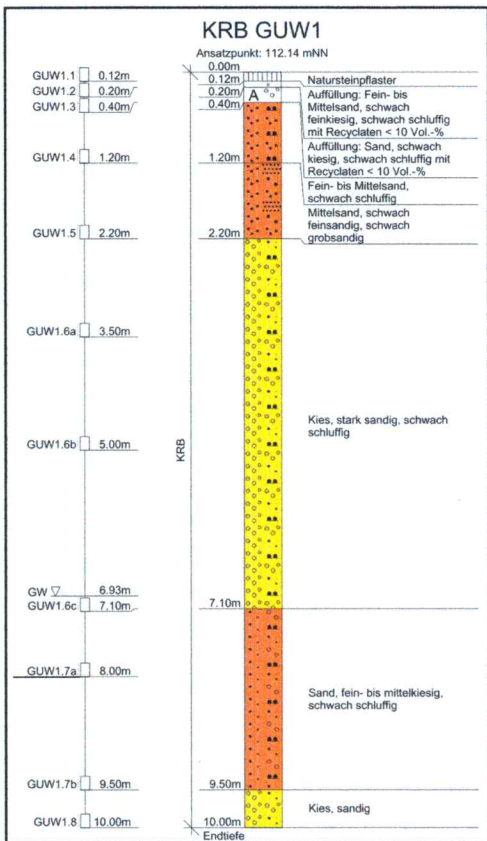 KRB GUW1
Ansatzpunkt: 112.14 mNN
0.00m
GUW1.1 0.12m 0.12m Natursteinpflaster
GUW1.2 0.20m 0.20m
GUW1.3 0.40m 0.40m
A
Auffüllung: Fein- bis
Mittelsand, schwach
feinkiesig, schwach schluffig
mit Recyclaten < 10 Vol.-%
Auffüllung: Sand, schwach
kiesig, schwach schluffig mit
Recyclaten < 10 Vol.-%
GUW1.4 1.20m 1.20m
Fein- bis Mittelsand,
schwach schluffig
Mittelsand, schwach
feinsandig, schwach
grobsandig
GUW1.5 2.20m 2.20m
GUW1.6a 3.50m
Kies, stark sandig, schwach
schluffig
GUW1.6b 5.00m
KRB
GW 6.93m
GUW1.6c 7.10m 7.10m
GUW1.7a 8.00m
Sand, fein- bis mittelkiesig,
schwach schluffig
GUW1.7b 9.50m 9.50m
Kies, sandig
GUW1.8 10.00m 10.00m
Endtiefe